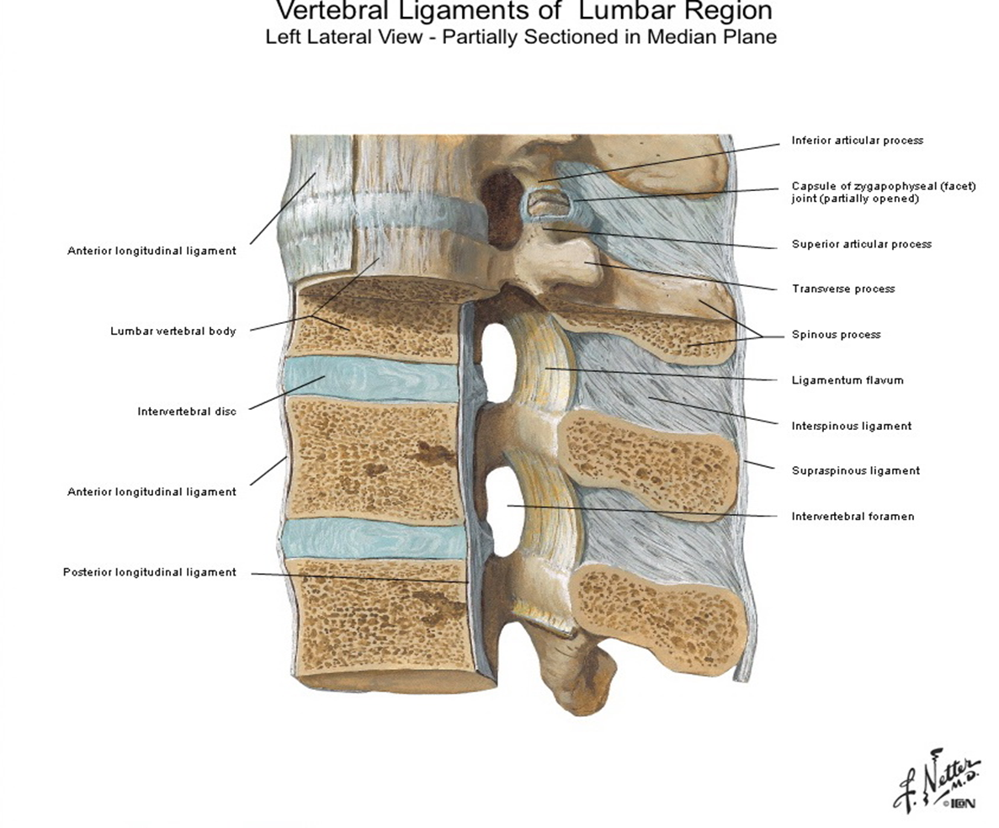 Vertebral Ligaments of Lumbar Region
Left Lateral View - Partially Sectioned in Median Plane
Anterior longitudinal ligament
Lumbar vertebral body
Intervertebral disc
Anterior longitudinal ligament
Posterior longitudinal ligament
Inferior articular process
Capsule of zygapophyseal (facet)
joint (partially opened)
Superior articular process
Transverse process
Spinous process
Ligamentum flavum
Interspinous ligament
Supraspinous ligament
Intervertebral foramen
F. Netter
M.D.
© ICON